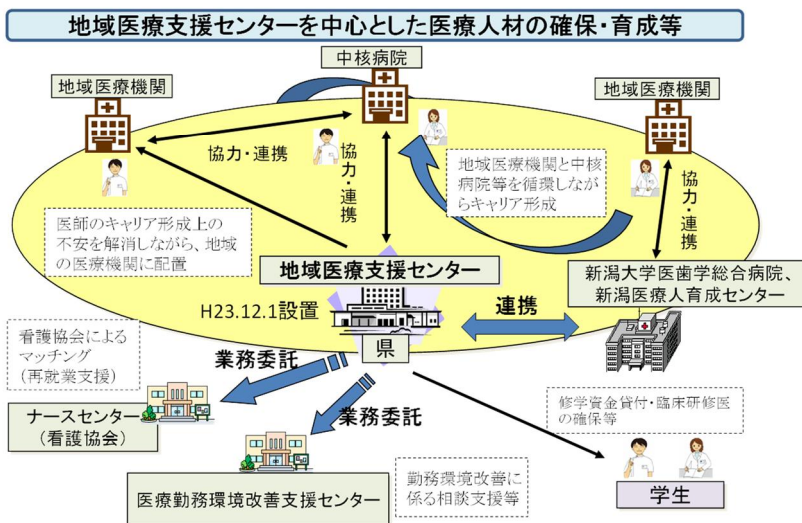 地域医療支援センターを中心とした医療人材の確保・育成等
中核病院
地域医療機関
地域医療機関
協力・連携
協力・連携
協力・連携
地域医療機関と中核
病院等を循環しなが
らキャリア形成
医師のキャリア形成上の
不安を解消しながら、地域
の医療機関に配置
地域医療支援センター
H23.12.1設置
県
連携
新潟大学医歯学総合病院、
新潟医療人育成センター
看護協会による
マッチング
(再就業支援)
業務委託
ナースセンター
(看護協会)
業務委託
医療勤務環境改善支援センター
勤務環境改善に
係る相談支援等
修学資金貸付・臨床研修医
の確保等
学生